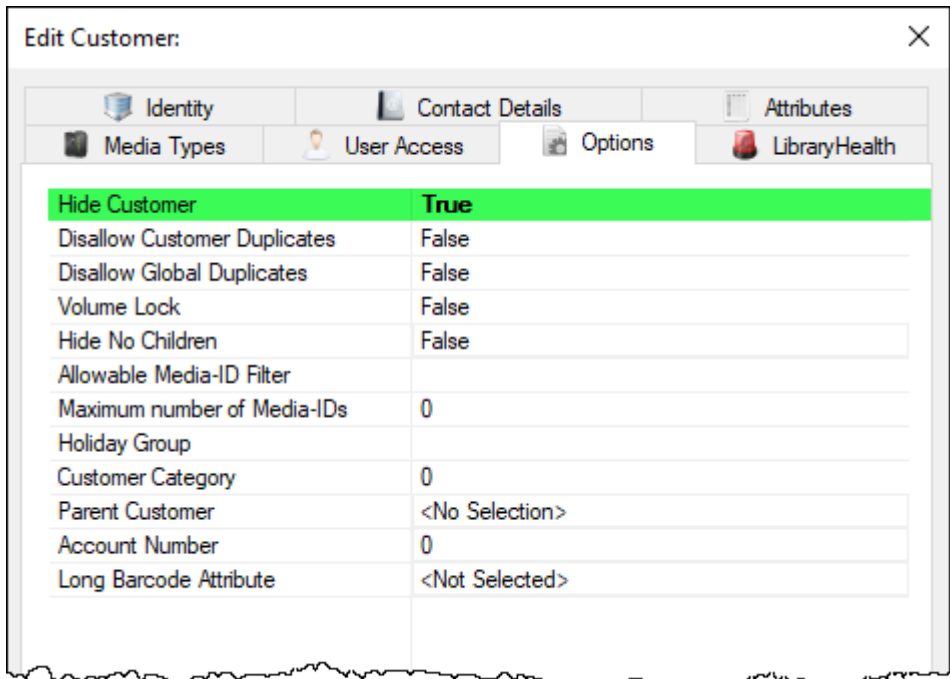 Edit Customer:
Identity Contact Details Attributes
Media Types User Access Options LibraryHealth
Hide Customer True
Disallow Customer Duplicates False
Disallow Global Duplicates False
Volume Lock False
Hide No Children False
Allowable Media-ID Filter
Maximum number of Media-IDs 0
Holiday Group
Customer Category 0
Parent Customer <No Selection>
Account Number 0
Long Barcode Attribute <Not Selected>